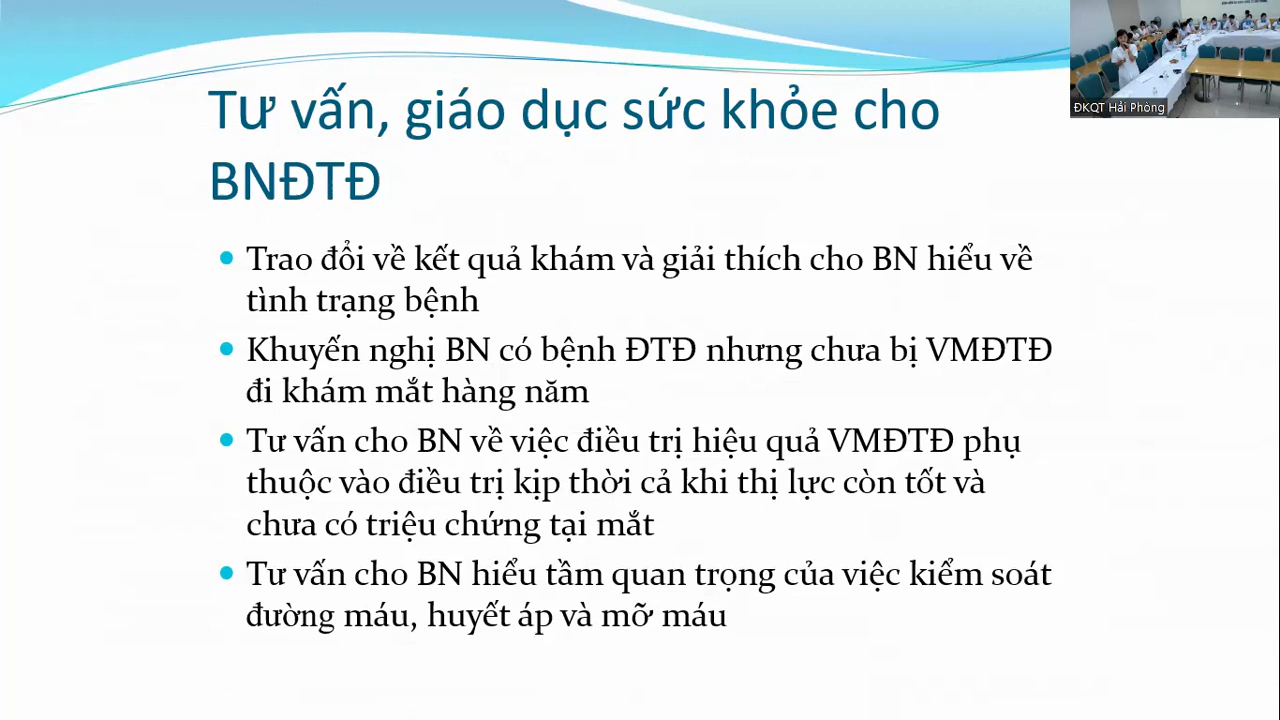 Tư vấn, giáo dục sức khỏe cho
BNĐTĐ
Trao đổi về kết quả khám và giải thích cho BN hiểu về
tình trạng bệnh
Khuyến nghị BN có bệnh ĐTĐ nhưng chưa bị VMĐTĐ
đi khám mắt hàng năm
Tư vấn cho BN về việc điều trị hiệu quả VMĐTĐ phụ
thuộc vào điều trị kịp thời cả khi thị lực còn tốt và
chưa có triệu chứng tại mắt
Tư vấn cho BN hiểu tầm quan trọng của việc kiểm soát
đường máu, huyết áp và mỡ máu
ĐKQT Hải Phòng